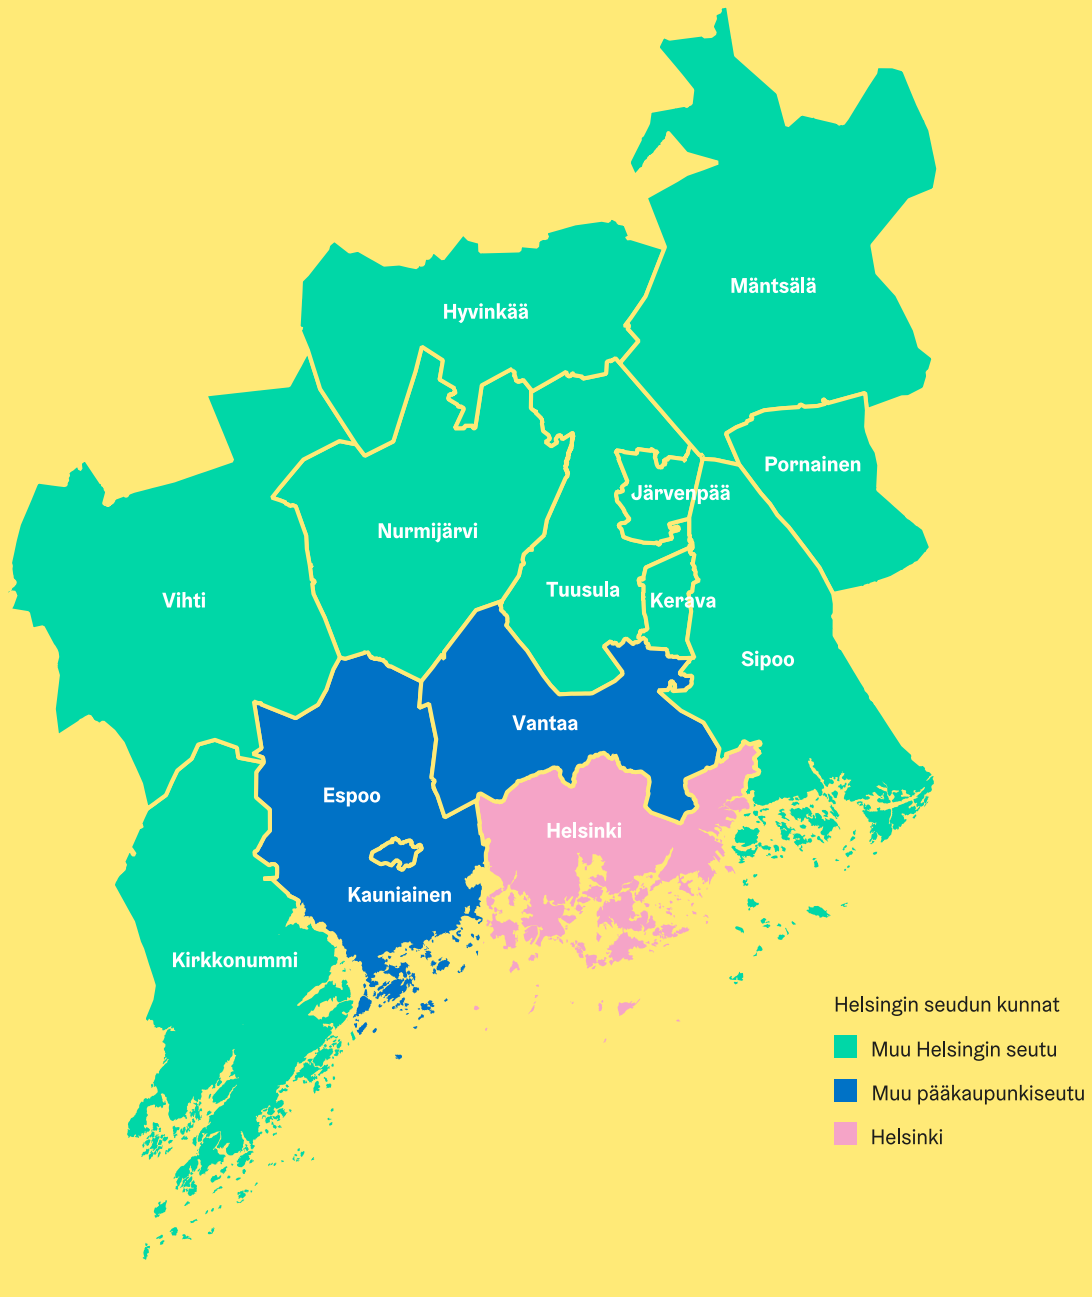 Mäntsälä
Hyvinkää
Pornainen
Järvenpää
Nurmijärvi
Tuusula
Kerava
Vihti
Sipoo
Vantaa
Espoo
Helsinki
Kauniainen
Kirkkonummi
Helsingin seudun kunnat
Muu Helsingin seutu
Muu pääkaupunkiseutu
Helsinki